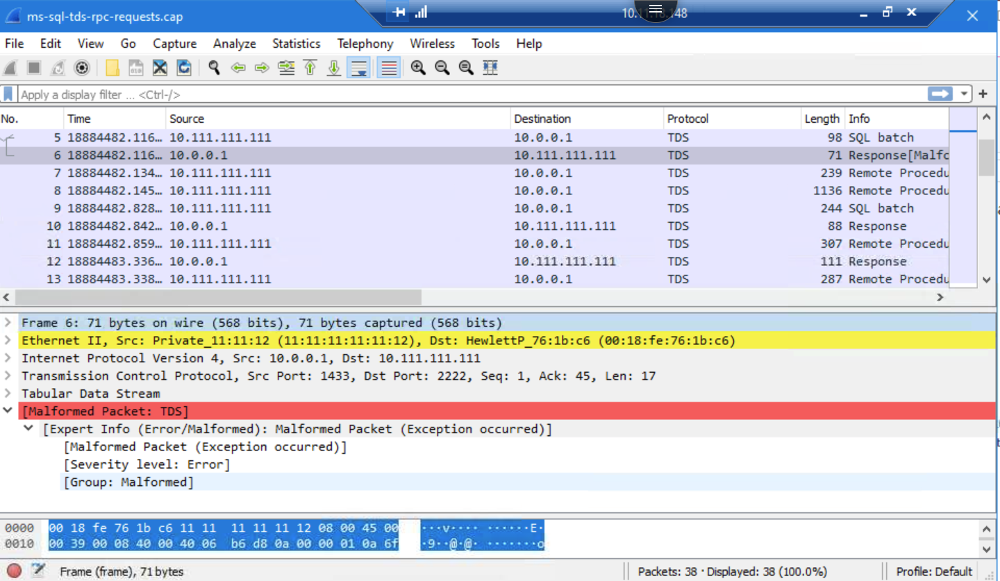 ms-sql-tds-rpc-requests.cap
File Edit View Go Capture Analyze Statistics Telephony Wireless Tools Help
Apply a display filter … <Ctrl-/>
No. Time Source Destination Protocol Length Info
5 18884482.116… 10.111.111.111 10.0.0.1 TDS 98 SQL batch
6 18884482.116… 10.0.0.1 10.111.111.111 TDS 71 Response[Malfo
7 18884482.134… 10.111.111.111 10.0.0.1 TDS 239 Remote Procedu
8 18884482.145… 10.111.111.111 10.0.0.1 TDS 1136 Remote Procedu
9 18884482.828… 10.111.111.111 10.0.0.1 TDS 244 SQL batch
10 18884482.842… 10.0.0.1 10.111.111.111 TDS 88 Response
11 18884482.859… 10.111.111.111 10.0.0.1 TDS 307 Remote Procedu
12 18884483.336… 10.0.0.1 10.111.111.111 TDS 111 Response
13 18884483.338… 10.111.111.111 10.0.0.1 TDS 287 Remote Procedu
Frame 6: 71 bytes on wire (568 bits), 71 bytes captured (568 bits)
Ethernet II, Src: Private_11:11:12 (11:11:11:11:11:12), Dst: HewlettP_76:1b:c6 (00:18:fe:76:1b:c6)
Internet Protocol Version 4, Src: 10.0.0.1, Dst: 10.111.111.111
Transmission Control Protocol, Src Port: 1433, Dst Port: 2222, Seq: 1, Ack: 45, Len: 17
Tabular Data Stream
[Malformed Packet: TDS]
[Expert Info (Error/Malformed): Malformed Packet (Exception occurred)]
[Malformed Packet (Exception occurred)]
[Severity level: Error]
[Group: Malformed]
0000 00 18 fe 76 1b c6 11 11 11 11 11 12 08 00 45 00 ···v···· ······E·
0010 00 39 00 08 40 00 40 06 b6 d8 0a 00 00 01 0a 6f ·9··@·@· ·······o
Frame (frame), 71 bytes Packets: 38 · Displayed: 38 (100.0%) Profile: Default